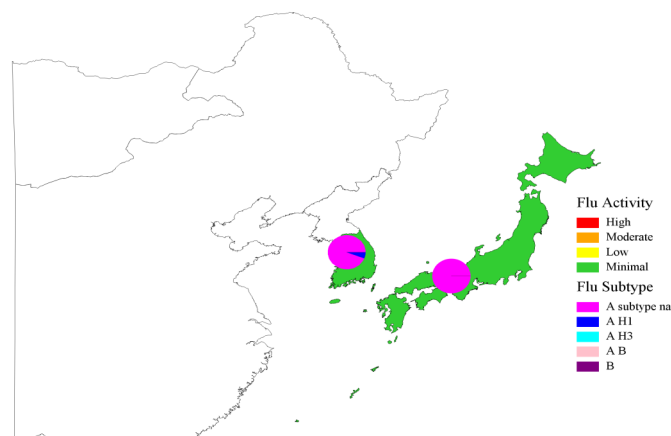 Flu Activity
High
Moderate
Low
Minimal
Flu Subtype
A subtype na
A H1
A H3
A B
B